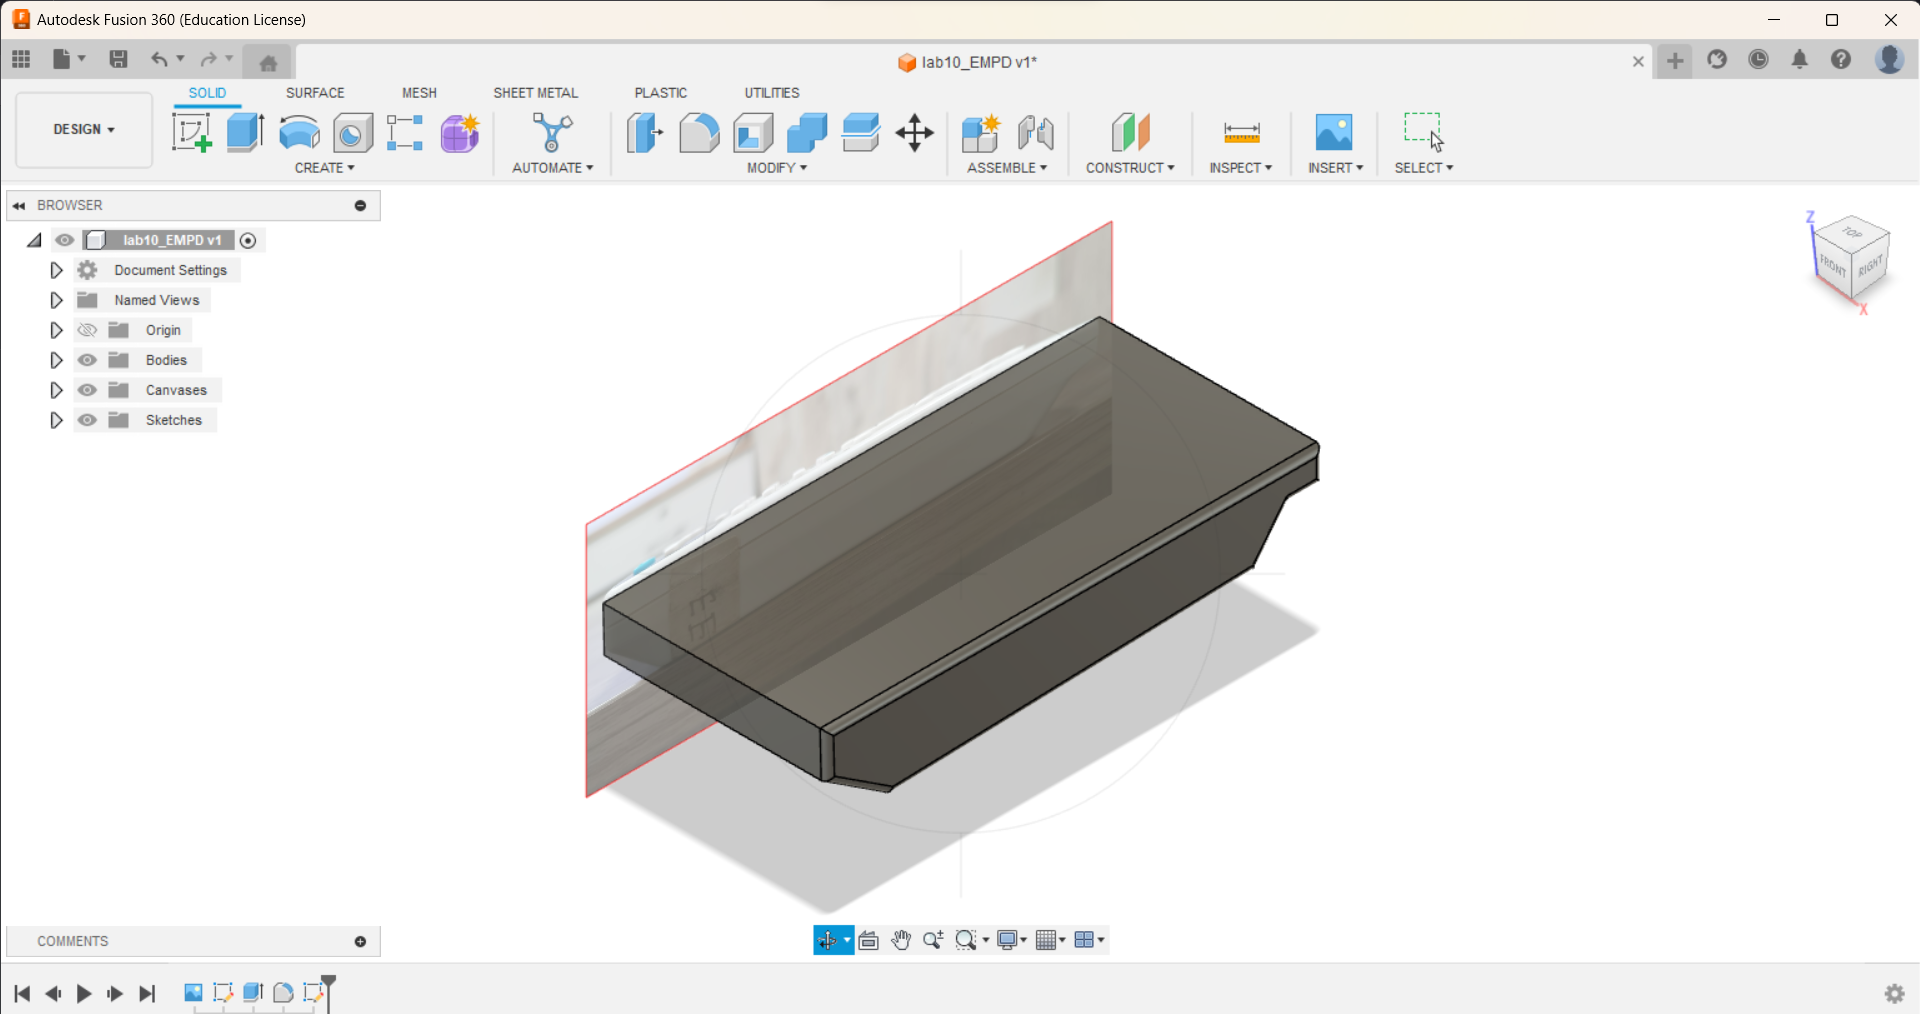 Autodesk Fusion 360 (Education License)
lab10_EMPD v1*
SOLID SURFACE MESH SHEET METAL PLASTIC UTILITIES
DESIGN
CREATE AUTOMATE MODIFY ASSEMBLE CONSTRUCT INSPECT INSERT SELECT
BROWSER
lab10_EMPD v1
Document Settings
Named Views
Origin
Bodies
Canvases
Sketches
Z
TOP
FRONT RIGHT
X
COMMENTS